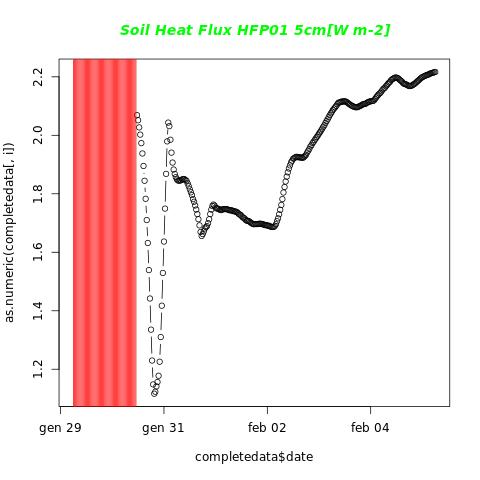 Soil Heat Flux HFP01 5cm[W m-2]
as.numeric(completedata[, i])
2.2
2.0
1.8
1.6
1.4
1.2
gen 29
gen 31
feb 02
feb 04
completedata$date